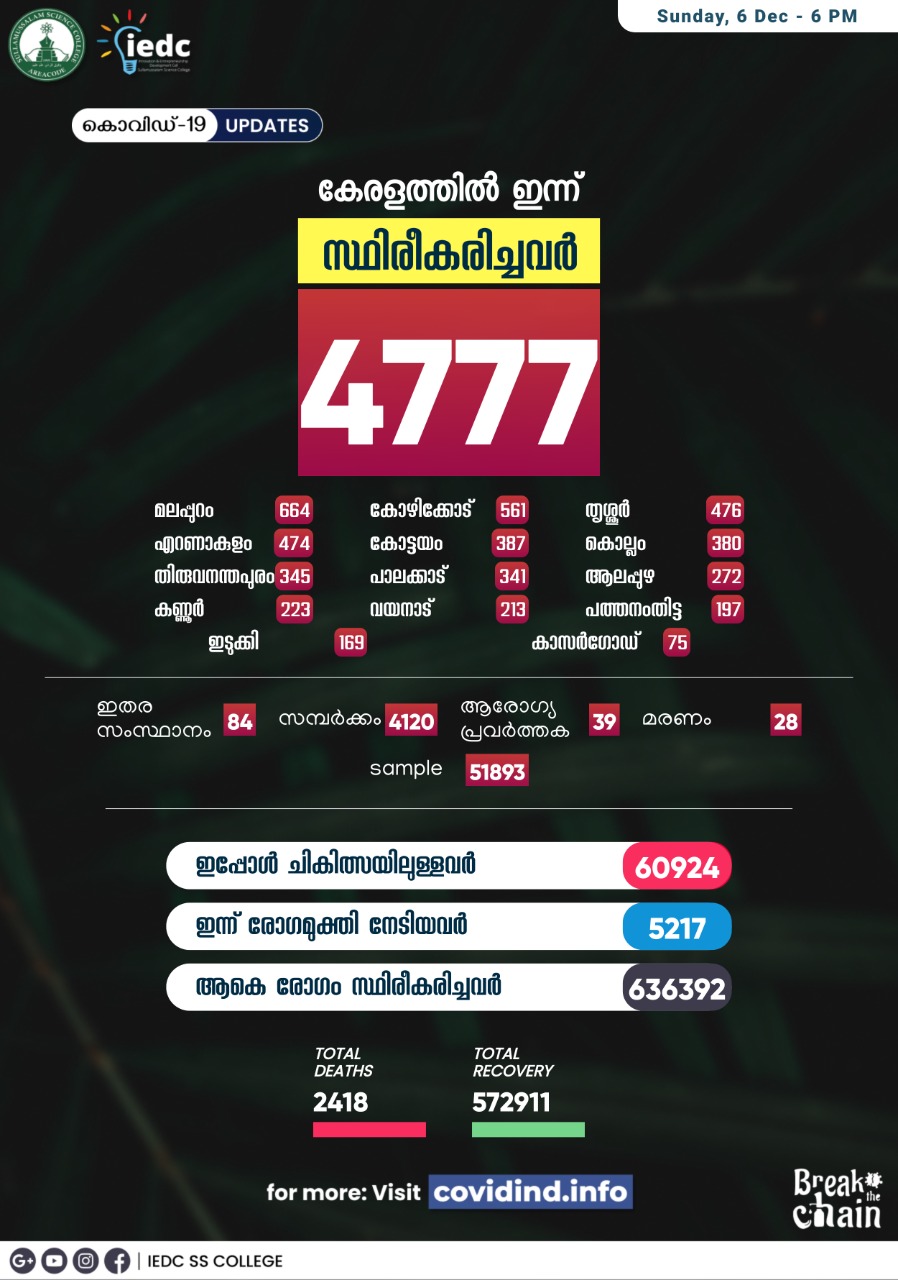 Sunday, 6 Dec - 6 PM
SULLAMUSSALAM SCIENCE COLLEGE
AREACODE
iedc
കൊവിഡ്-19 UPDATES
കേരളത്തിൽ ഇന്ന്
സ്ഥിരീകരിച്ചവർ
4777
മലപ്പുറം 664 കോഴിക്കോട് 561 തൃശ്ശൂർ 476
എറണാകുളം 474 കോട്ടയം 387 കൊല്ലം 380
തിരുവനന്തപുരം 345 പാലക്കാട് 341 ആലപ്പുഴ 272
കണ്ണൂർ 223 വയനാട് 213 പത്തനംതിട്ട 197
ഇടുക്കി 169 കാസർഗോഡ് 75
ഇതര സംസ്ഥാനം 84 സമ്പർക്കം 4120 ആരോഗ്യ പ്രവർത്തക 39 മരണം 28
sample 51893
ഇപ്പോൾ ചികിത്സയിലുള്ളവർ 60924
ഇന്ന് രോഗമുക്തി നേടിയവർ 5217
ആകെ രോഗം സ്ഥിരീകരിച്ചവർ 636392
TOTAL DEATHS
2418
TOTAL RECOVERY
572911
for more: Visit covidind.info
Break the chain
IEDC SS COLLEGE